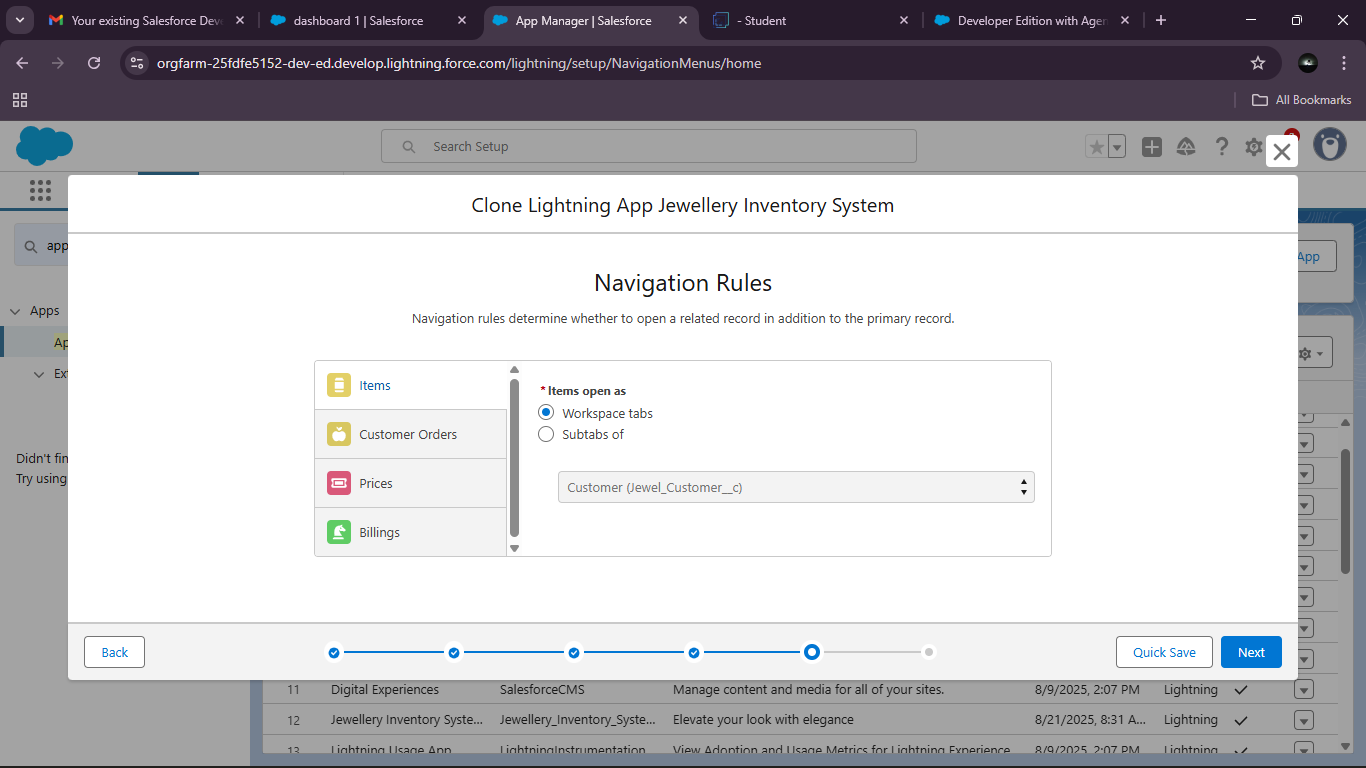 Your existing Salesforce Dev
dashboard 1 | Salesforce
App Manager | Salesforce
- Student
Developer Edition with Agen
orgfarm-25fdfe5152-dev-ed.develop.lightning.force.com/lightning/setup/NavigationMenus/home
All Bookmarks
Search Setup
Clone Lightning App Jewellery Inventory System
app
App
Navigation Rules
Navigation rules determine whether to open a related record in addition to the primary record.
Apps
Ap
Ex
Didn't fin
Try using
Items
Customer Orders
Prices
Billings
* Items open as
Workspace tabs
Subtabs of
Customer (Jewel_Customer__c)
Back
Quick Save
Next
11 Digital Experiences SalesforceCMS Manage content and media for all of your sites. 8/9/2025, 2:07 PM Lightning
12 Jewellery Inventory Syste... Jewellery_Inventory_Syste... Elevate your look with elegance 8/21/2025, 8:31 A... Lightning
13 Lightning Usage App LightningInstrumentation View Adoption and Usage Metrics for Lightning Experience 8/9/2025, 2:07 PM Lightning